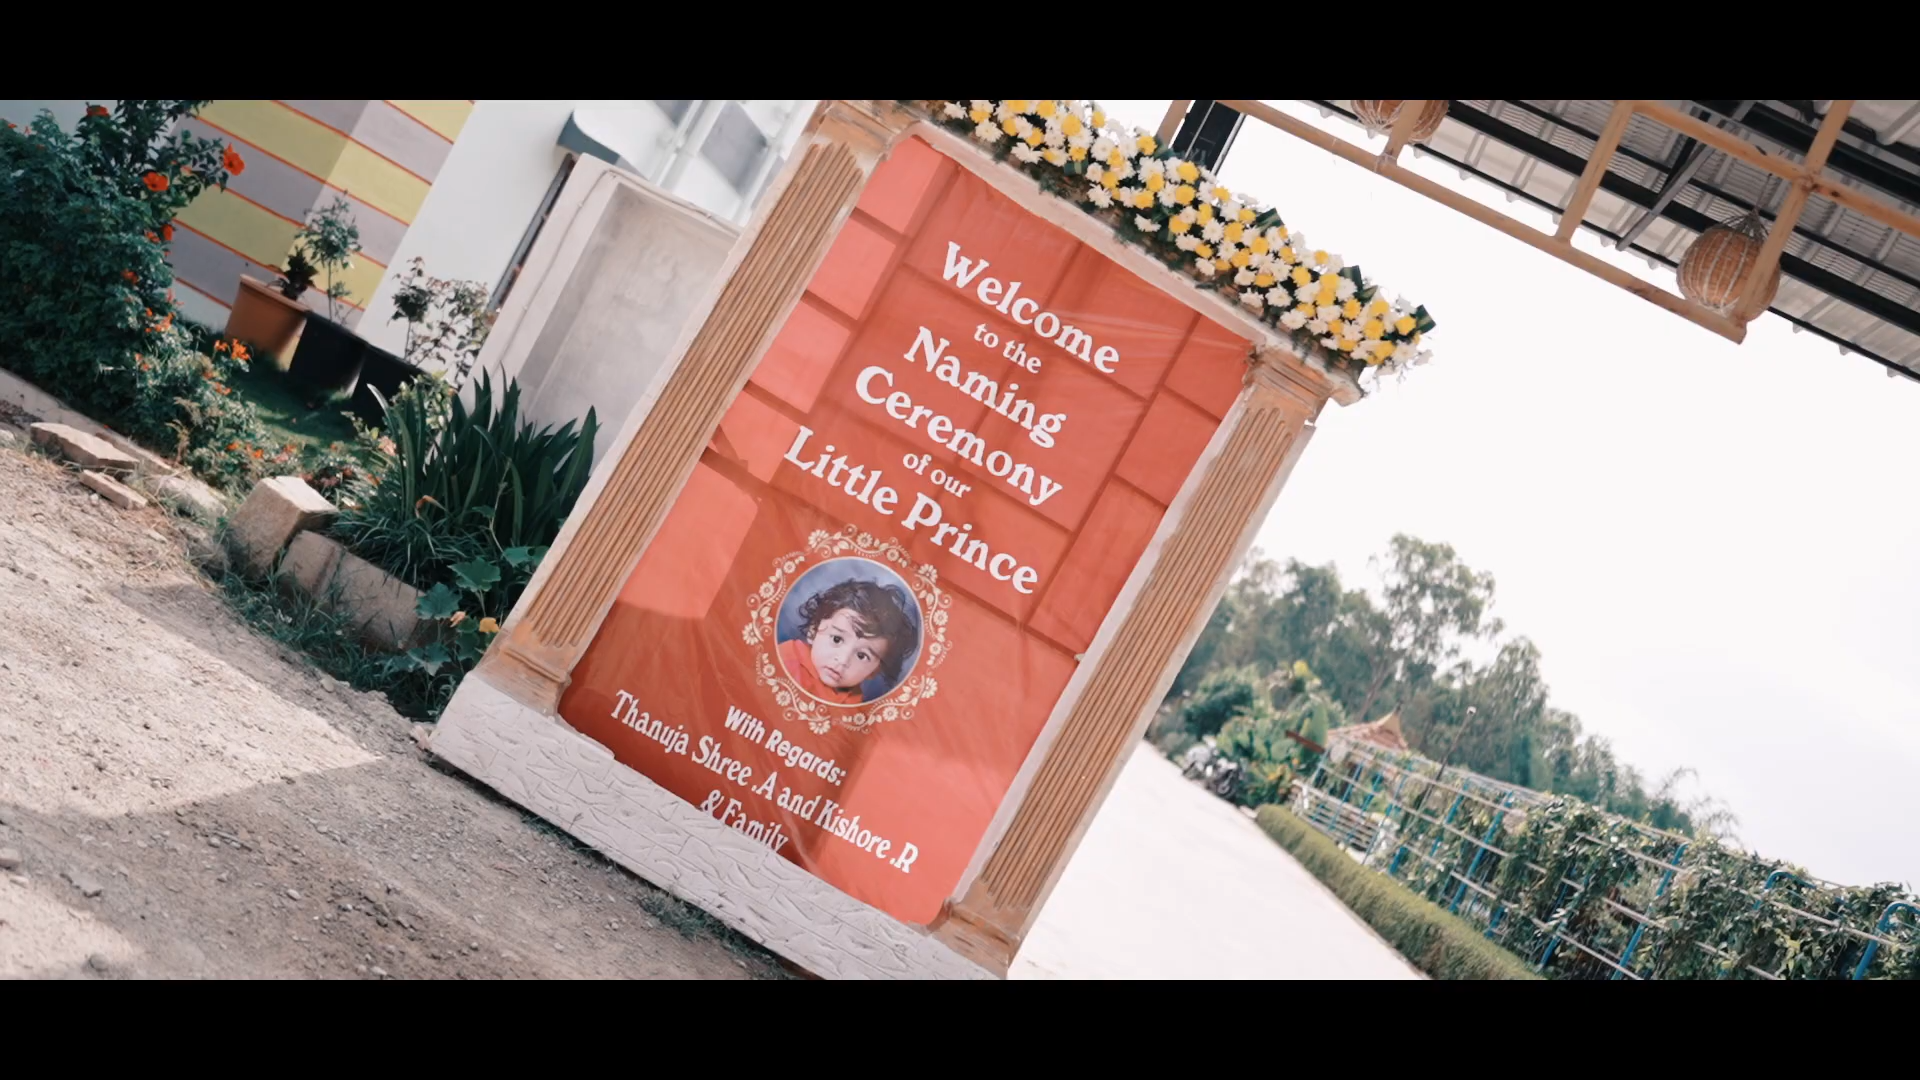 Welcome
to the
Naming
Ceremony
of our
Little Prince
With Regards:
Thanuja Shree .A and Kishore .R
& Family